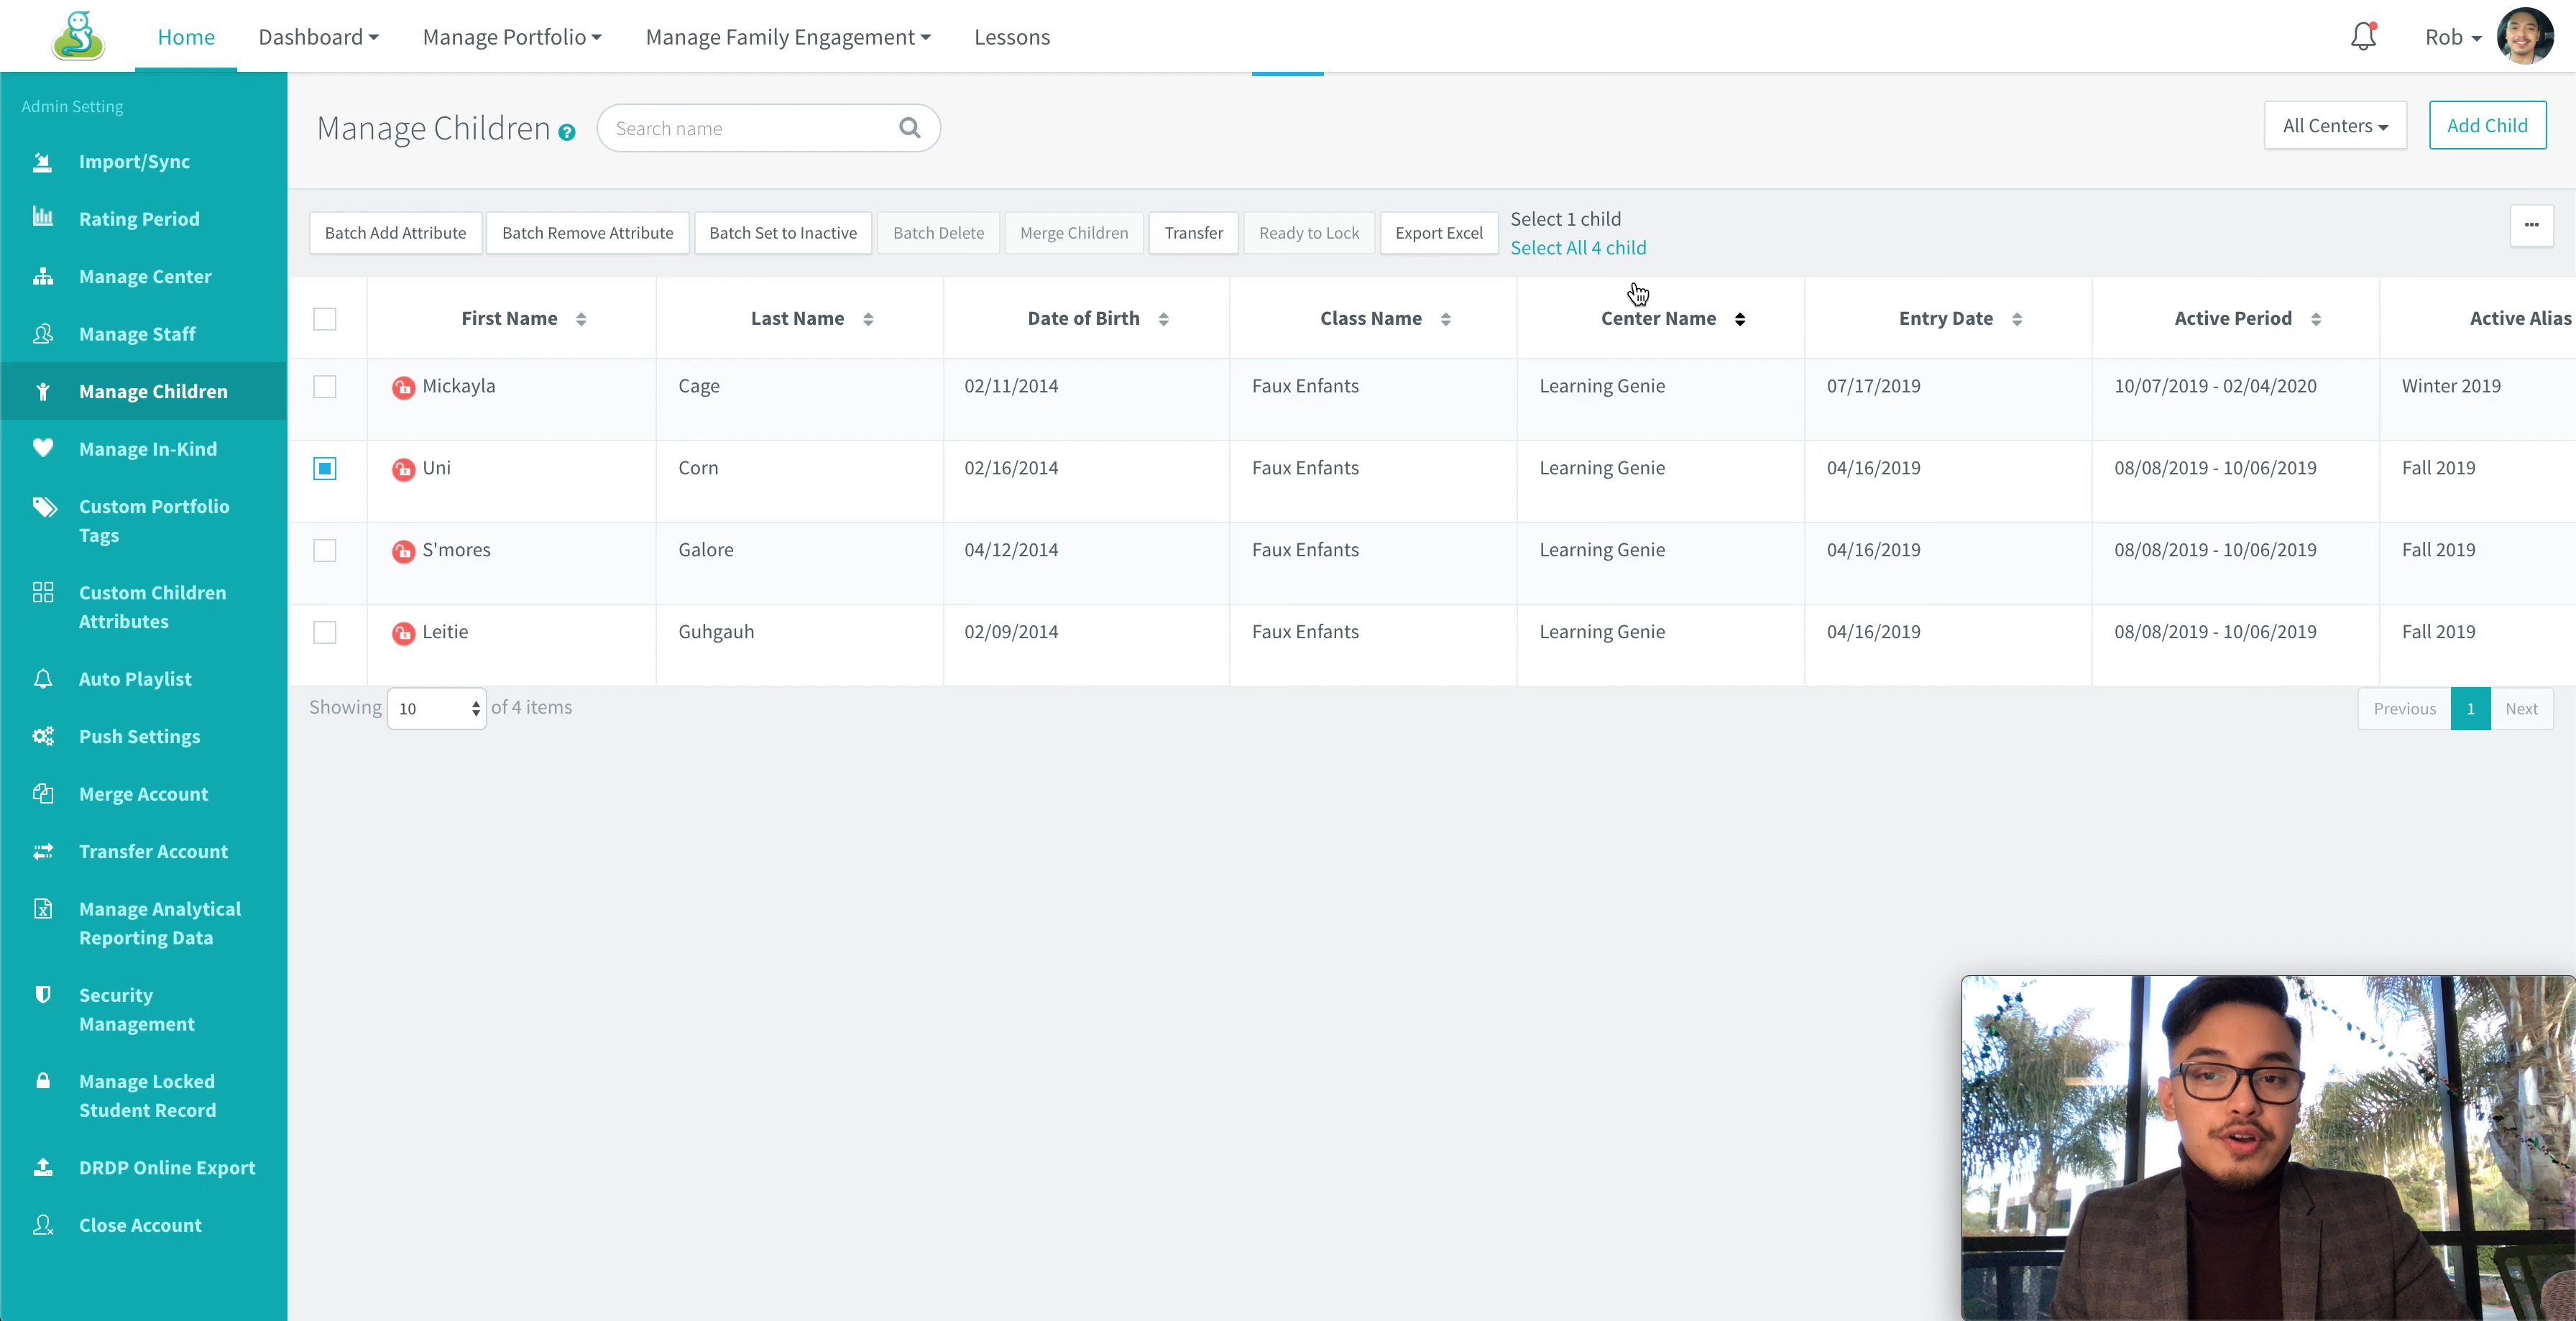 Home
Dashboard
Manage Portfolio
Manage Family Engagement
Lessons
Rob
Admin Setting
Import/Sync
Rating Period
Manage Center
Manage Staff
Manage Children
Manage In-Kind
Custom Portfolio
Tags
Custom Children
Attributes
Auto Playlist
Push Settings
Merge Account
Transfer Account
Manage Analytical
Reporting Data
Security
Management
Manage Locked
Student Record
DRDP Online Export
Close Account
Manage Children ?
Search name
All Centers
Add Child
Batch Add Attribute
Batch Remove Attribute
Batch Set to Inactive
Batch Delete
Merge Children
Transfer
Ready to Lock
Export Excel
Select 1 child
Select All 4 child
...
First Name Last Name Date of Birth Class Name Center Name Entry Date Active Period Active Alias
Mickayla Cage 02/11/2014 Faux Enfants Learning Genie 07/17/2019 10/07/2019 - 02/04/2020 Winter 2019
Uni Corn 02/16/2014 Faux Enfants Learning Genie 04/16/2019 08/08/2019 - 10/06/2019 Fall 2019
S'mores Galore 04/12/2014 Faux Enfants Learning Genie 04/16/2019 08/08/2019 - 10/06/2019 Fall 2019
Leitie Guhgauh 02/09/2014 Faux Enfants Learning Genie 04/16/2019 08/08/2019 - 10/06/2019 Fall 2019
Showing 10 of 4 items
Previous 1 Next